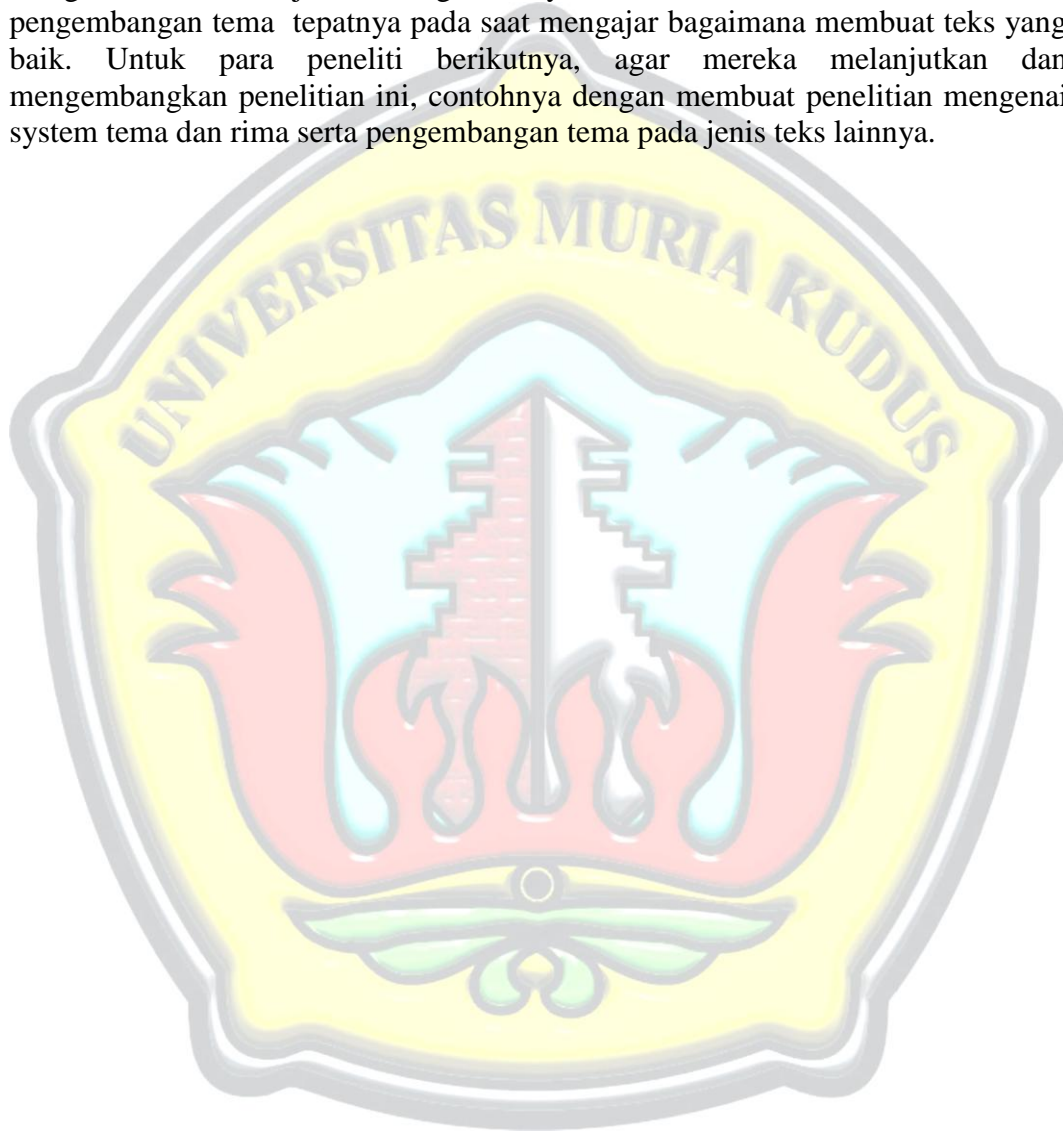 pengembangan tema tepatnya pada saat mengajar bagaimana membuat teks yang
baik. Untuk para peneliti berikutnya, agar mereka melanjutkan dan
mengembangkan penelitian ini, contohnya dengan membuat penelitian mengenai
system tema dan rima serta pengembangan tema pada jenis teks lainnya.
UNIVERSITAS MURIA KUDUS